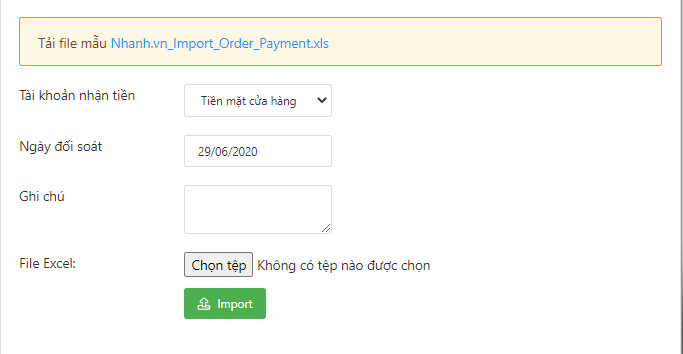 Tải file mẫu Nhanh.vn_Import_Order_Payment.xls
Tài khoản nhận tiền
Tiền mặt cửa hàng
Ngày đối soát
29/06/2020
Ghi chú
File Excel:
Chọn tệp Không có tệp nào được chọn
Import